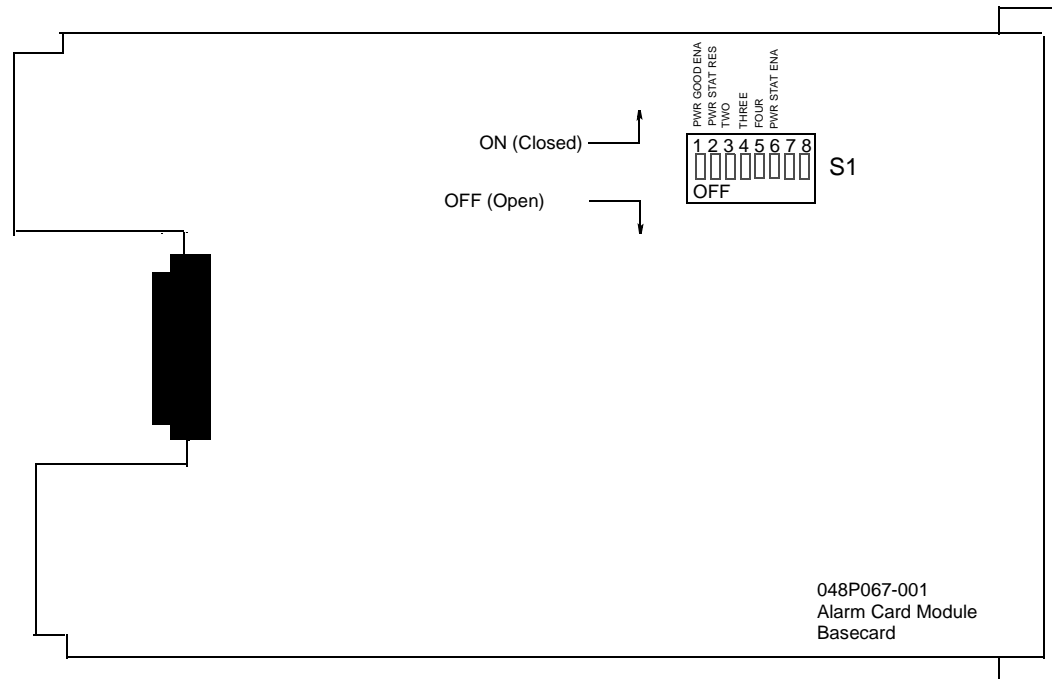 PWR GOOD ENA
PWR STAT RES
TWO
THREE
FOUR
PWR STAT ENA
ON (Closed)
1 2 3 4 5 6 7 8
S1
OFF (Open)
OFF
048P067-001
Alarm Card Module
Basecard